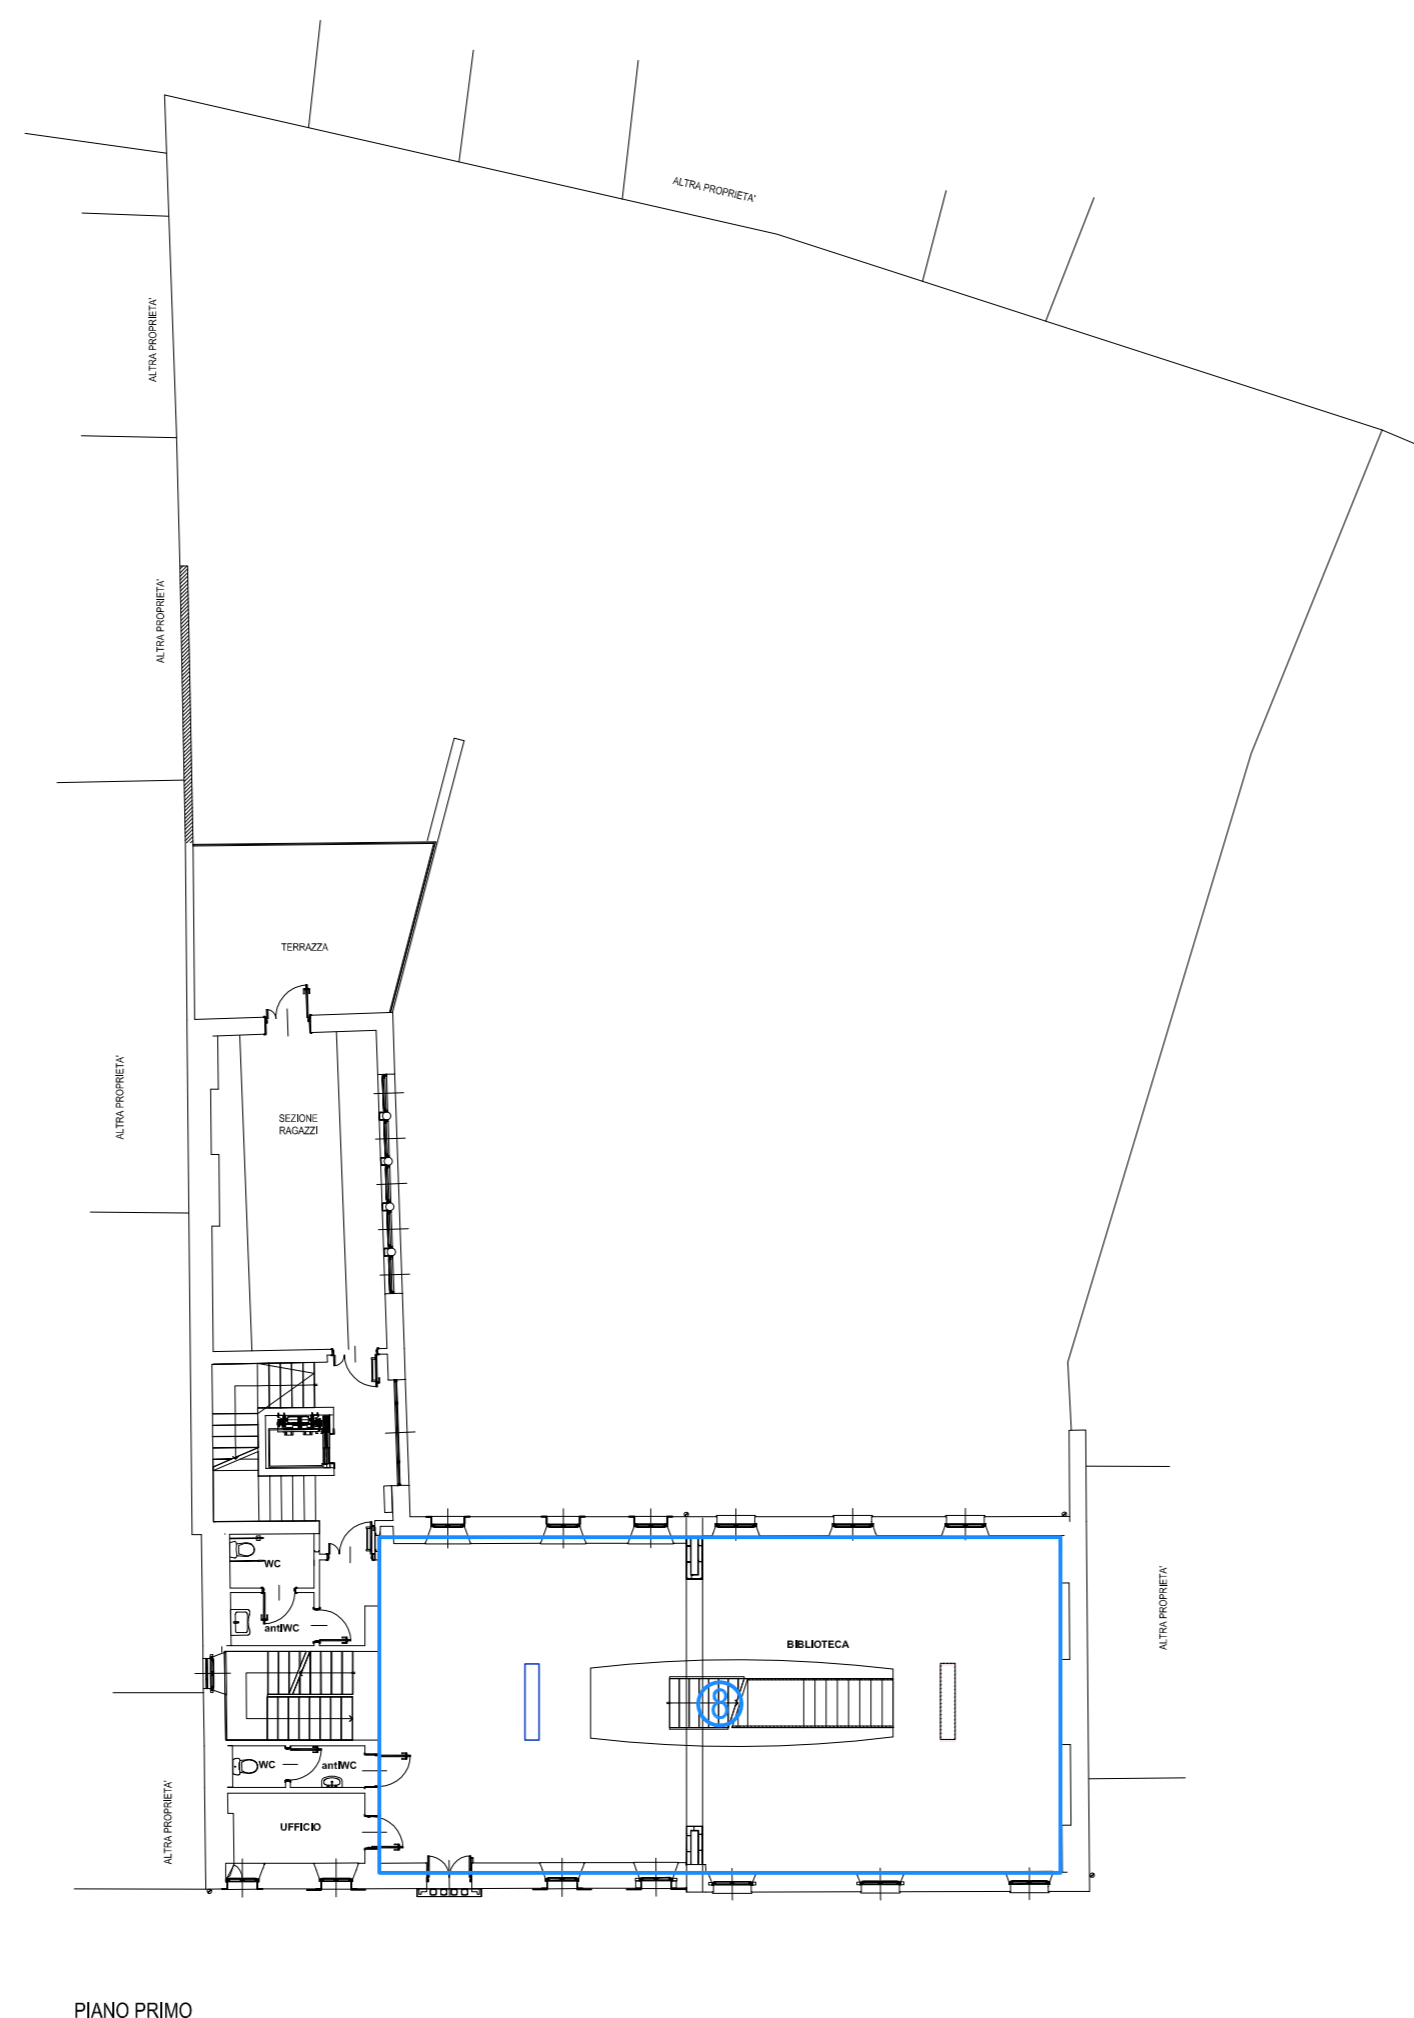 ALTRA PROPRIETA'
ALTRA PROPRIETA'
ALTRA PROPRIETA'
TERRAZZA
ALTRA PROPRIETA'
SEZIONE
RAGAZZI
WC
antIWC
ALTRA PROPRIETA'
BIBLIOTECA
8
WC
antIWC
ALTRA PROPRIETA'
UFFICIO
PIANO PRIMO